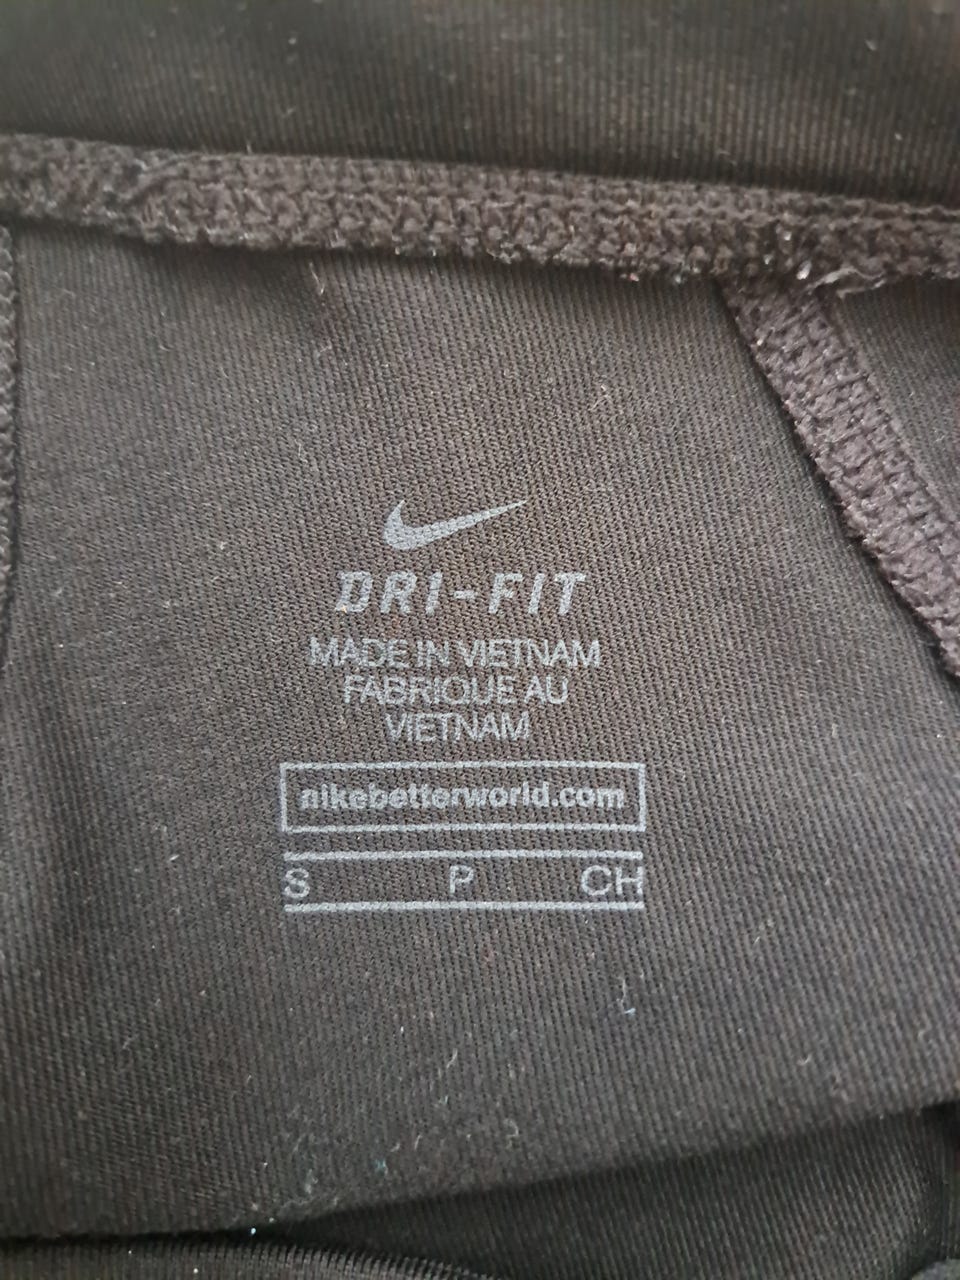 DRI-FIT
MADE IN VIETNAM
FABRIQUE AU
VIETNAM
nikebetterworld.com
S P CH